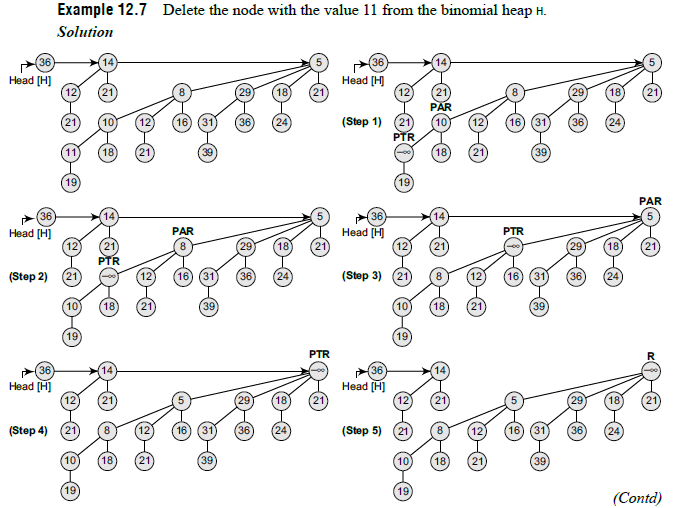 Example 12.7 Delete the node with the value 11 from the binomial heap H.
Solution
36 14 5
Head [H]
12 21 8 29 18 21
21 10 12 16 31 36 24
11 18 21 39
19
36 14 5
Head [H]
12 21 8 29 18 21
PAR
(Step 1) 21 10 12 16 31 36 24
PTR
−∞ 18 21 39
19
36 14 5
Head [H]
PAR
12 21 8 29 18 21
PTR
(Step 2) 21 −∞ 12 16 31 36 24
10 18 21 39
19
PAR
36 14 5
Head [H]
PTR
12 21 −∞ 29 18 21
(Step 3) 21 8 12 16 31 36 24
10 18 21 39
19
PTR
36 14 −∞
Head [H]
12 21 5 29 18 21
(Step 4) 21 8 12 16 31 36 24
10 18 21 39
19
R
36 14 −∞
Head [H]
12 21 5 29 18 21
(Step 5) 21 8 12 16 31 36 24
10 18 21 39
19
(Contd)